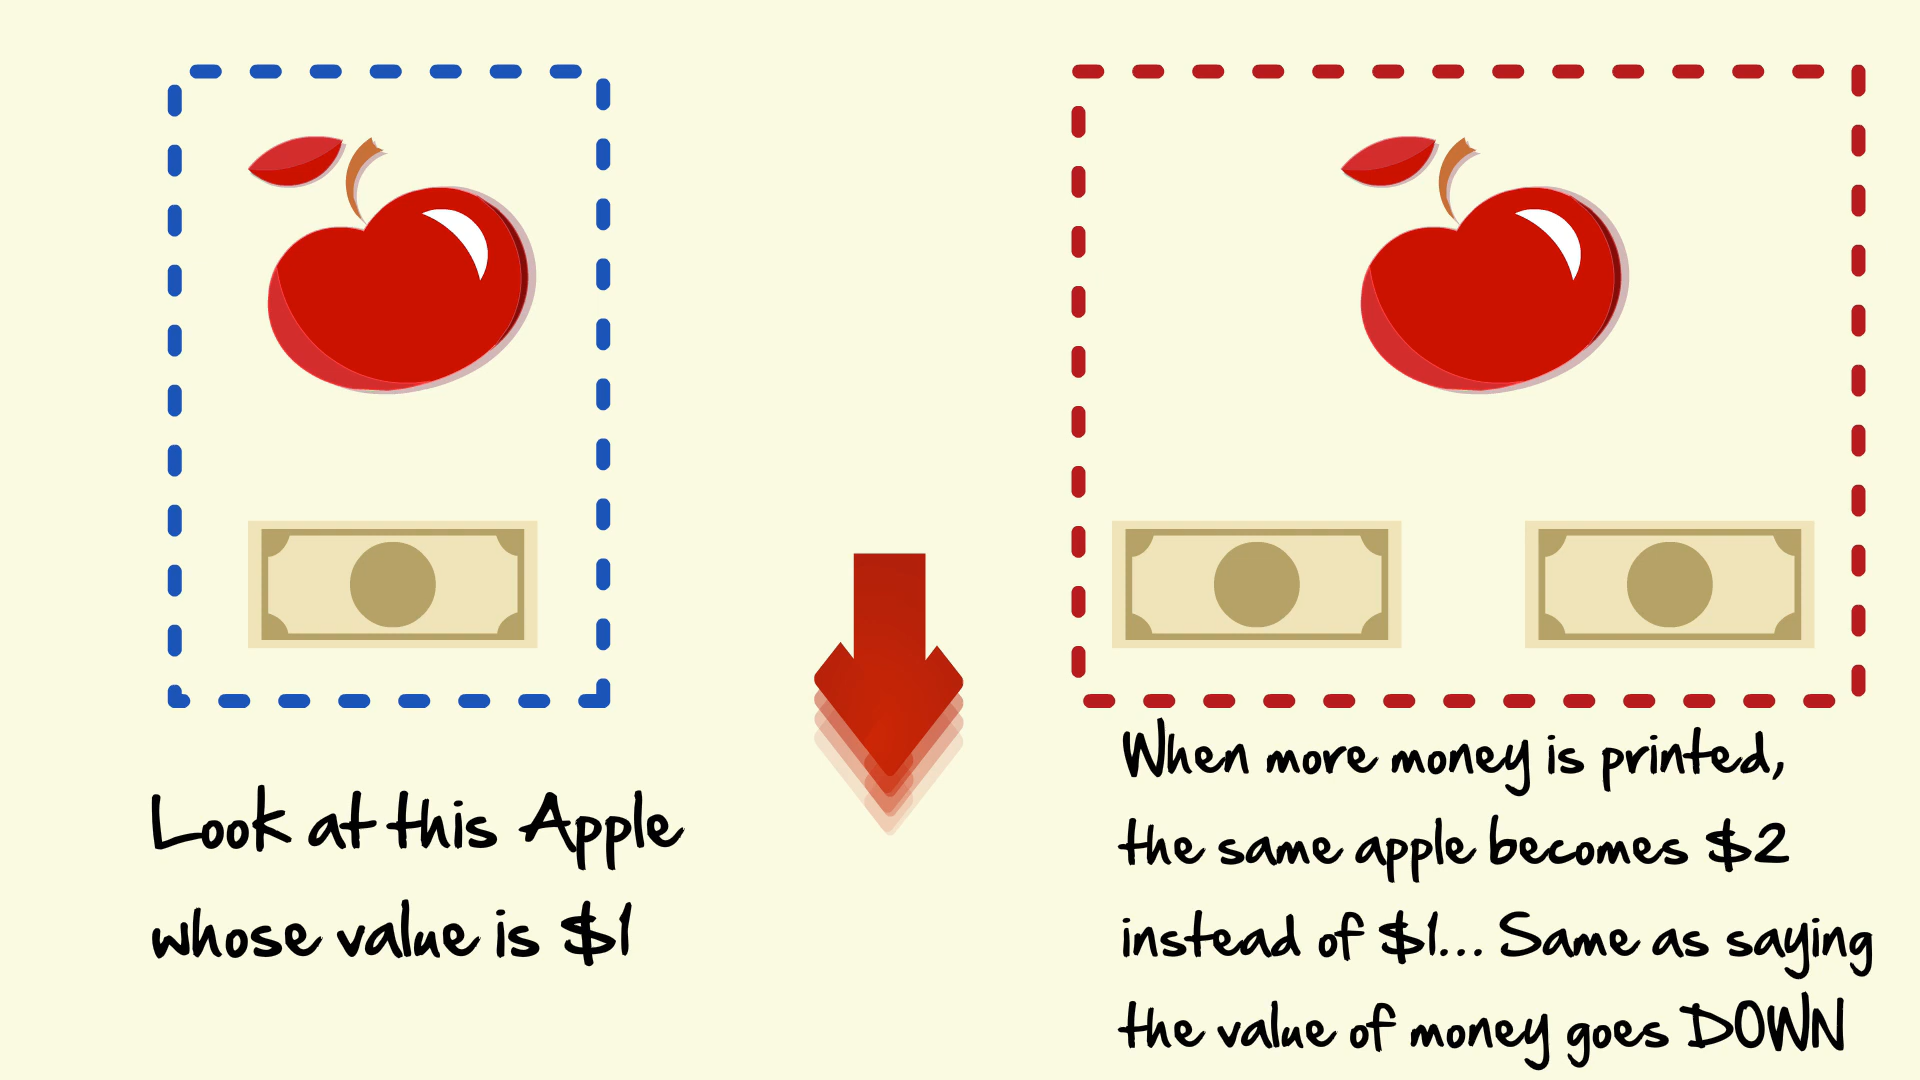 Look at this Apple
whose value is $1
When more money is printed,
the same apple becomes $2
instead of $1... Same as saying
the value of money goes DOWN